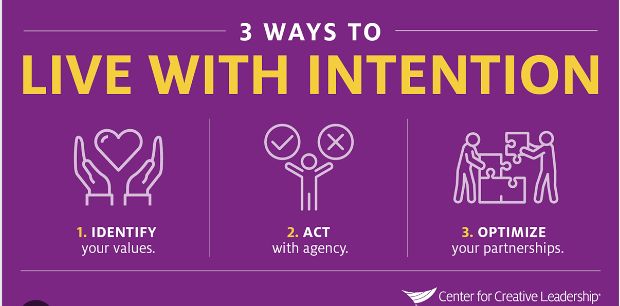 3 WAYS TO
LIVE WITH INTENTION
1. IDENTIFY
your values.
2. ACT
with agency.
3. OPTIMIZE
your partnerships.
Center for Creative Leadership®